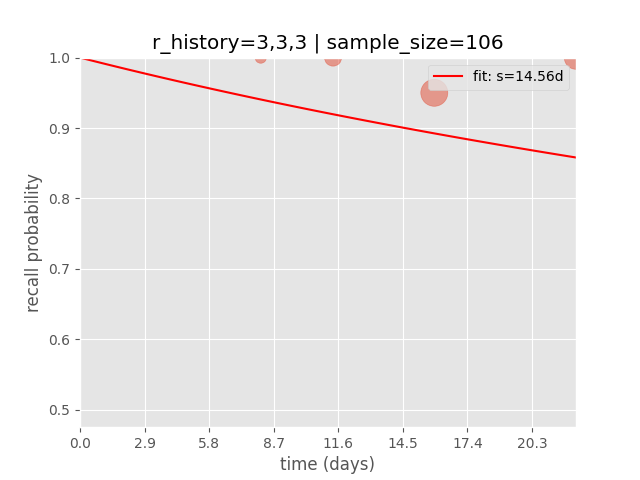 r_history=3,3,3 | sample_size=106
fit: s=14.56d
recall probability
1.0
0.9
0.8
0.7
0.6
0.5
0.0 2.9 5.8 8.7 11.6 14.5 17.4 20.3
time (days)